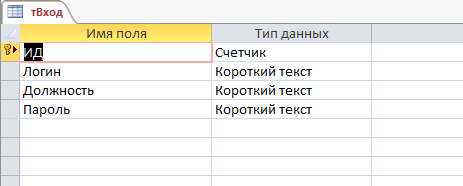 тВход
Имя поля Тип данных
ИД Счетчик
Логин Короткий текст
Должность Короткий текст
Пароль Короткий текст